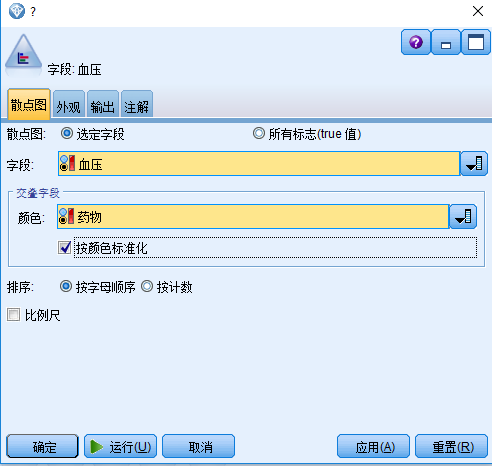 ?
字段: 血压
散点图 外观 输出 注解
散点图: 选定字段 所有标志(true 值)
字段: 血压
交叠字段
颜色: 药物
按颜色标准化
排序: 按字母顺序 按计数
比例尺
确定 运行(U) 取消 应用(A) 重置(R)